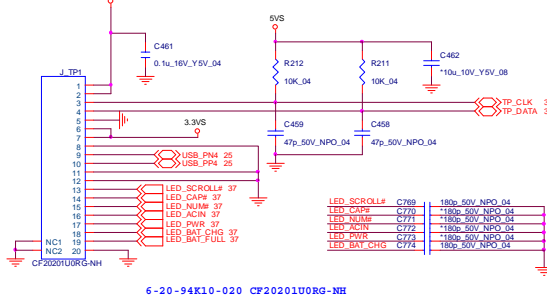 5VS
C461
0.1u_16V_Y5V_04
R212
10K_04
R211
10K_04
C462
*10u_10V_Y5V_08
J_TP1
1
2
3
4
5
6
7
8
9
10
11
12
13
14
15
16
17
18
19
20
NC1
NC2
CF20201U0RG-NH
TP_CLK 3
TP_DATA 3
3.3VS
C459
47p_50V_NPO_04
C458
47p_50V_NPO_04
USB_PN4 25
USB_PP4 25
LED_SCROLL# 37
LED_CAP# 37
LED_NUM# 37
LED_ACIN 37
LED_PWR 37
LED_BAT_CHG 37
LED_BAT_FULL 37
LED_SCROLL# C769 *180p_50V_NPO_04
LED_CAP# C770 *180p_50V_NPO_04
LED_NUM# C771 *180p_50V_NPO_04
LED_ACIN C772 *180p_50V_NPO_04
LED_PWR C773 *180p_50V_NPO_04
LED_BAT_CHG C774 *180p_50V_NPO_04
6-20-94K10-020 CF20201U0RG-NH